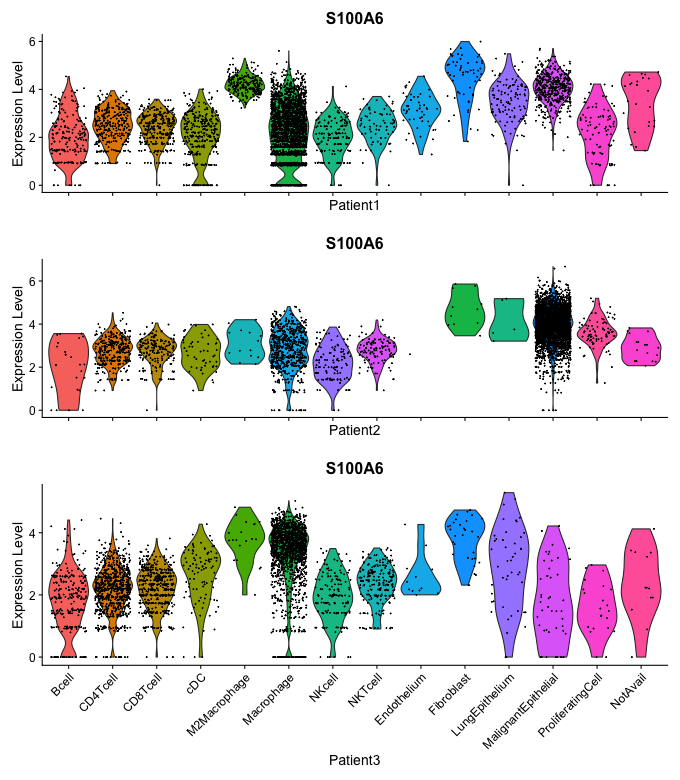 S100A6
Expression Level
6
4
2
0
Patient1
S100A6
Expression Level
6
4
2
0
Patient2
S100A6
Expression Level
4
2
0
Bcell
CD4Tcell
CD8Tcell
cDC
M2Macrophage
Macrophage
NKcell
NKTcell
Endothelium
Fibroblast
LungEpithelium
MalignantEpithelial
ProliferatingCell
NotAvail
Patient3